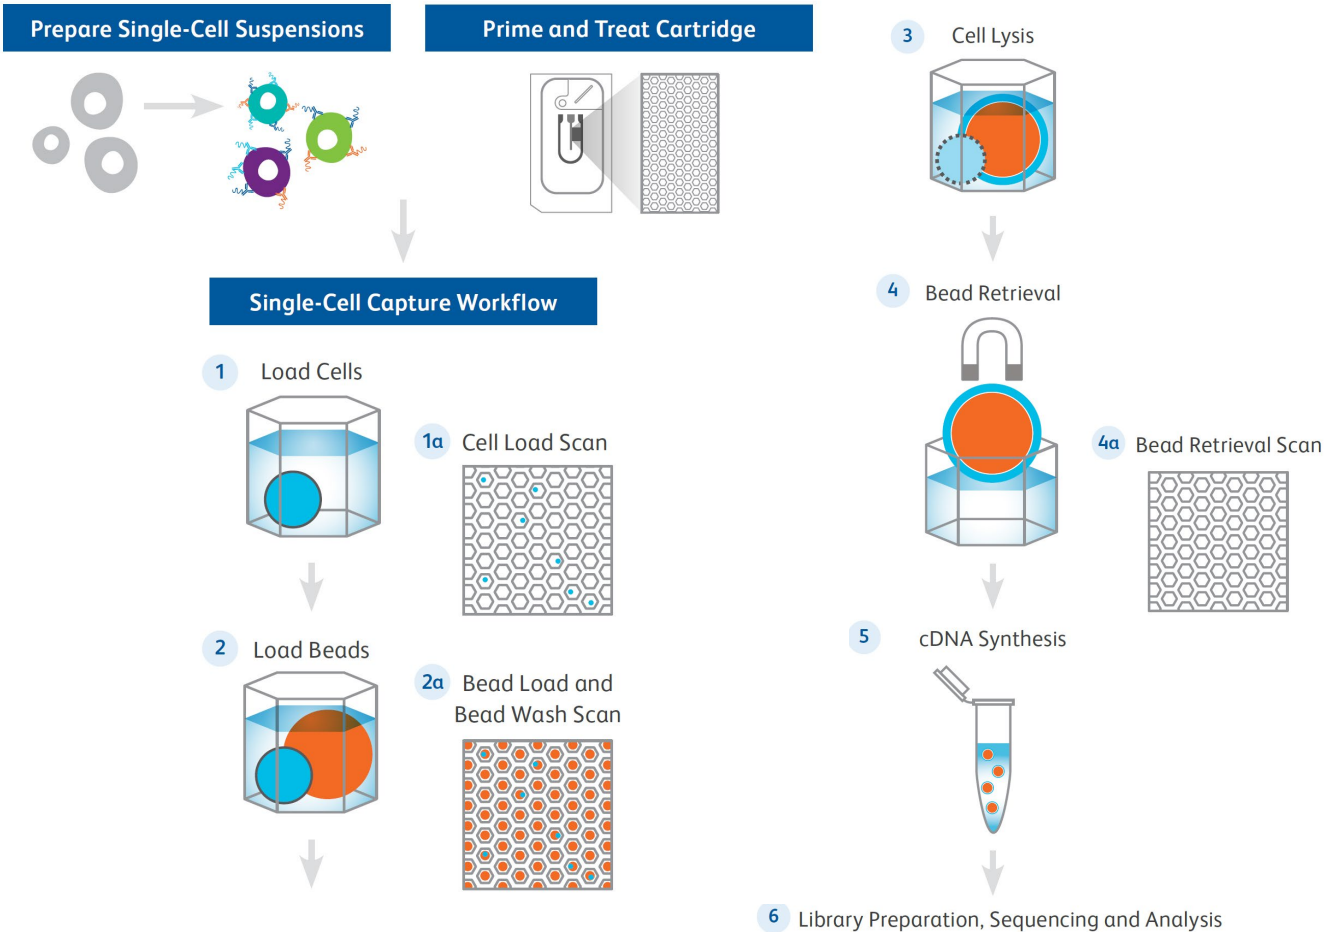 Prepare Single-Cell Suspensions
Prime and Treat Cartridge
Single-Cell Capture Workflow
1 Load Cells
1a Cell Load Scan
2 Load Beads
2a Bead Load and
Bead Wash Scan
3 Cell Lysis
4 Bead Retrieval
4a Bead Retrieval Scan
5 cDNA Synthesis
6 Library Preparation, Sequencing and Analysis